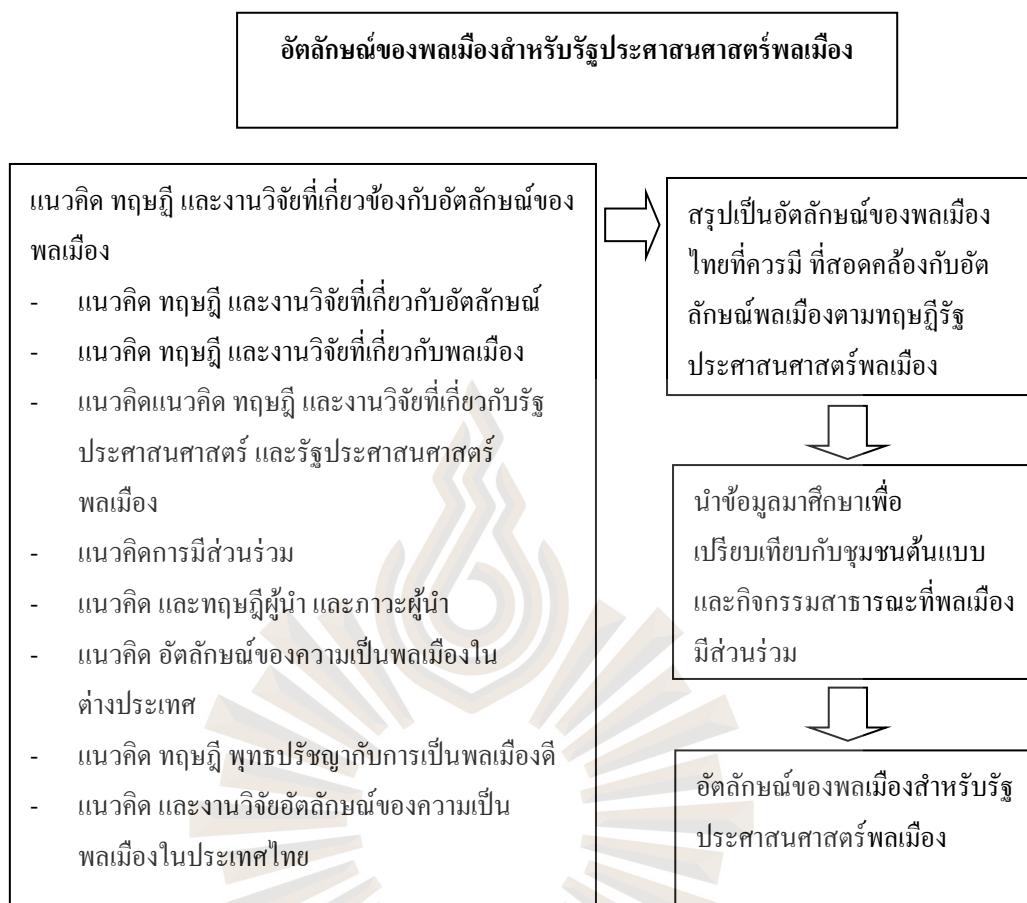 อัตลักษณ์ของพลเมืองสำหรับรัฐประศาสนศาสตร์พลเมือง
แนวคิด ทฤษฎี และงานวิจัยที่เกี่ยวข้องกับอัตลักษณ์ของ
พลเมือง
- แนวคิด ทฤษฎี และงานวิจัยที่เกี่ยวกับอัตลักษณ์
- แนวคิด ทฤษฎี และงานวิจัยที่เกี่ยวกับพลเมือง
- แนวคิดแนวคิด ทฤษฎี และงานวิจัยที่เกี่ยวกับรัฐ
ประศาสนศาสตร์ และรัฐประศาสนศาสตร์
พลเมือง
- แนวคิดการมีส่วนร่วม
- แนวคิด และทฤษฎีผู้นำ และภาวะผู้นำ
- แนวคิด อัตลักษณ์ของความเป็นพลเมืองใน
ต่างประเทศ
- แนวคิด ทฤษฎี พุทธปรัชญากับการเป็นพลเมืองดี
- แนวคิด และงานวิจัยอัตลักษณ์ของความเป็น
พลเมืองในประเทศไทย
สรุปเป็นอัตลักษณ์ของพลเมือง
ไทยที่ควรมี ที่สอดคล้องกับอัต
ลักษณ์พลเมืองตามทฤษฎีรัฐ
ประศาสนศาสตร์พลเมือง
นำข้อมูลมาศึกษาเพื่อ
เปรียบเทียบกับชุมชนต้นแบบ
และกิจกรรมสาธารณะที่พลเมือง
มีส่วนร่วม
อัตลักษณ์ของพลเมืองสำหรับรัฐ
ประศาสนศาสตร์พลเมือง